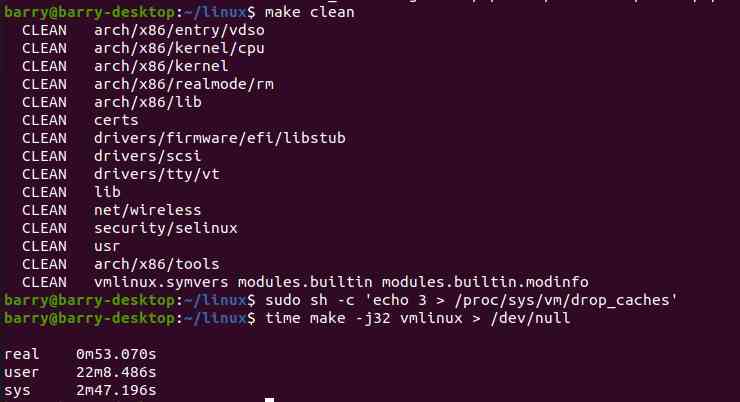 barry@barry-desktop:~/linux$ make clean
  CLEAN   arch/x86/entry/vdso
  CLEAN   arch/x86/kernel/cpu
  CLEAN   arch/x86/kernel
  CLEAN   arch/x86/realmode/rm
  CLEAN   arch/x86/lib
  CLEAN   certs
  CLEAN   drivers/firmware/efi/libstub
  CLEAN   drivers/scsi
  CLEAN   drivers/tty/vt
  CLEAN   lib
  CLEAN   net/wireless
  CLEAN   security/selinux
  CLEAN   usr
  CLEAN   arch/x86/tools
  CLEAN   vmlinux.symvers modules.builtin modules.builtin.modinfo
barry@barry-desktop:~/linux$ sudo sh -c 'echo 3 > /proc/sys/vm/drop_caches'
barry@barry-desktop:~/linux$ time make -j32 vmlinux > /dev/null

real    0m53.070s
user    22m8.486s
sys     2m47.196s